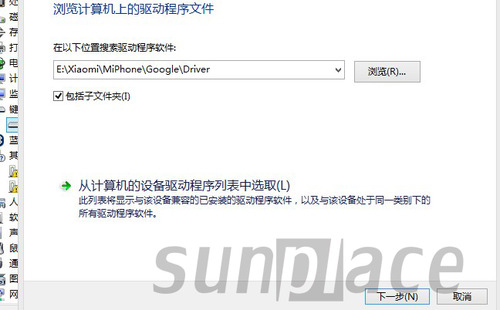 浏览计算机上的驱动程序文件
处
磁
存
打
在以下位置搜索驱动程序软件:
电
计
E:\Xiaomi\MiPhone\Google\Driver
浏览(R)...
监
键
包括子文件夹(I)
蓝
其
从计算机的设备驱动程序列表中选取(L)
人
此列表将显示与该设备兼容的已安装的驱动程序软件，以及与该设备处于同一类别下的
软
所有驱动程序软件。
声
鼠
通
图
sunplace
网
下一步(N)
取消